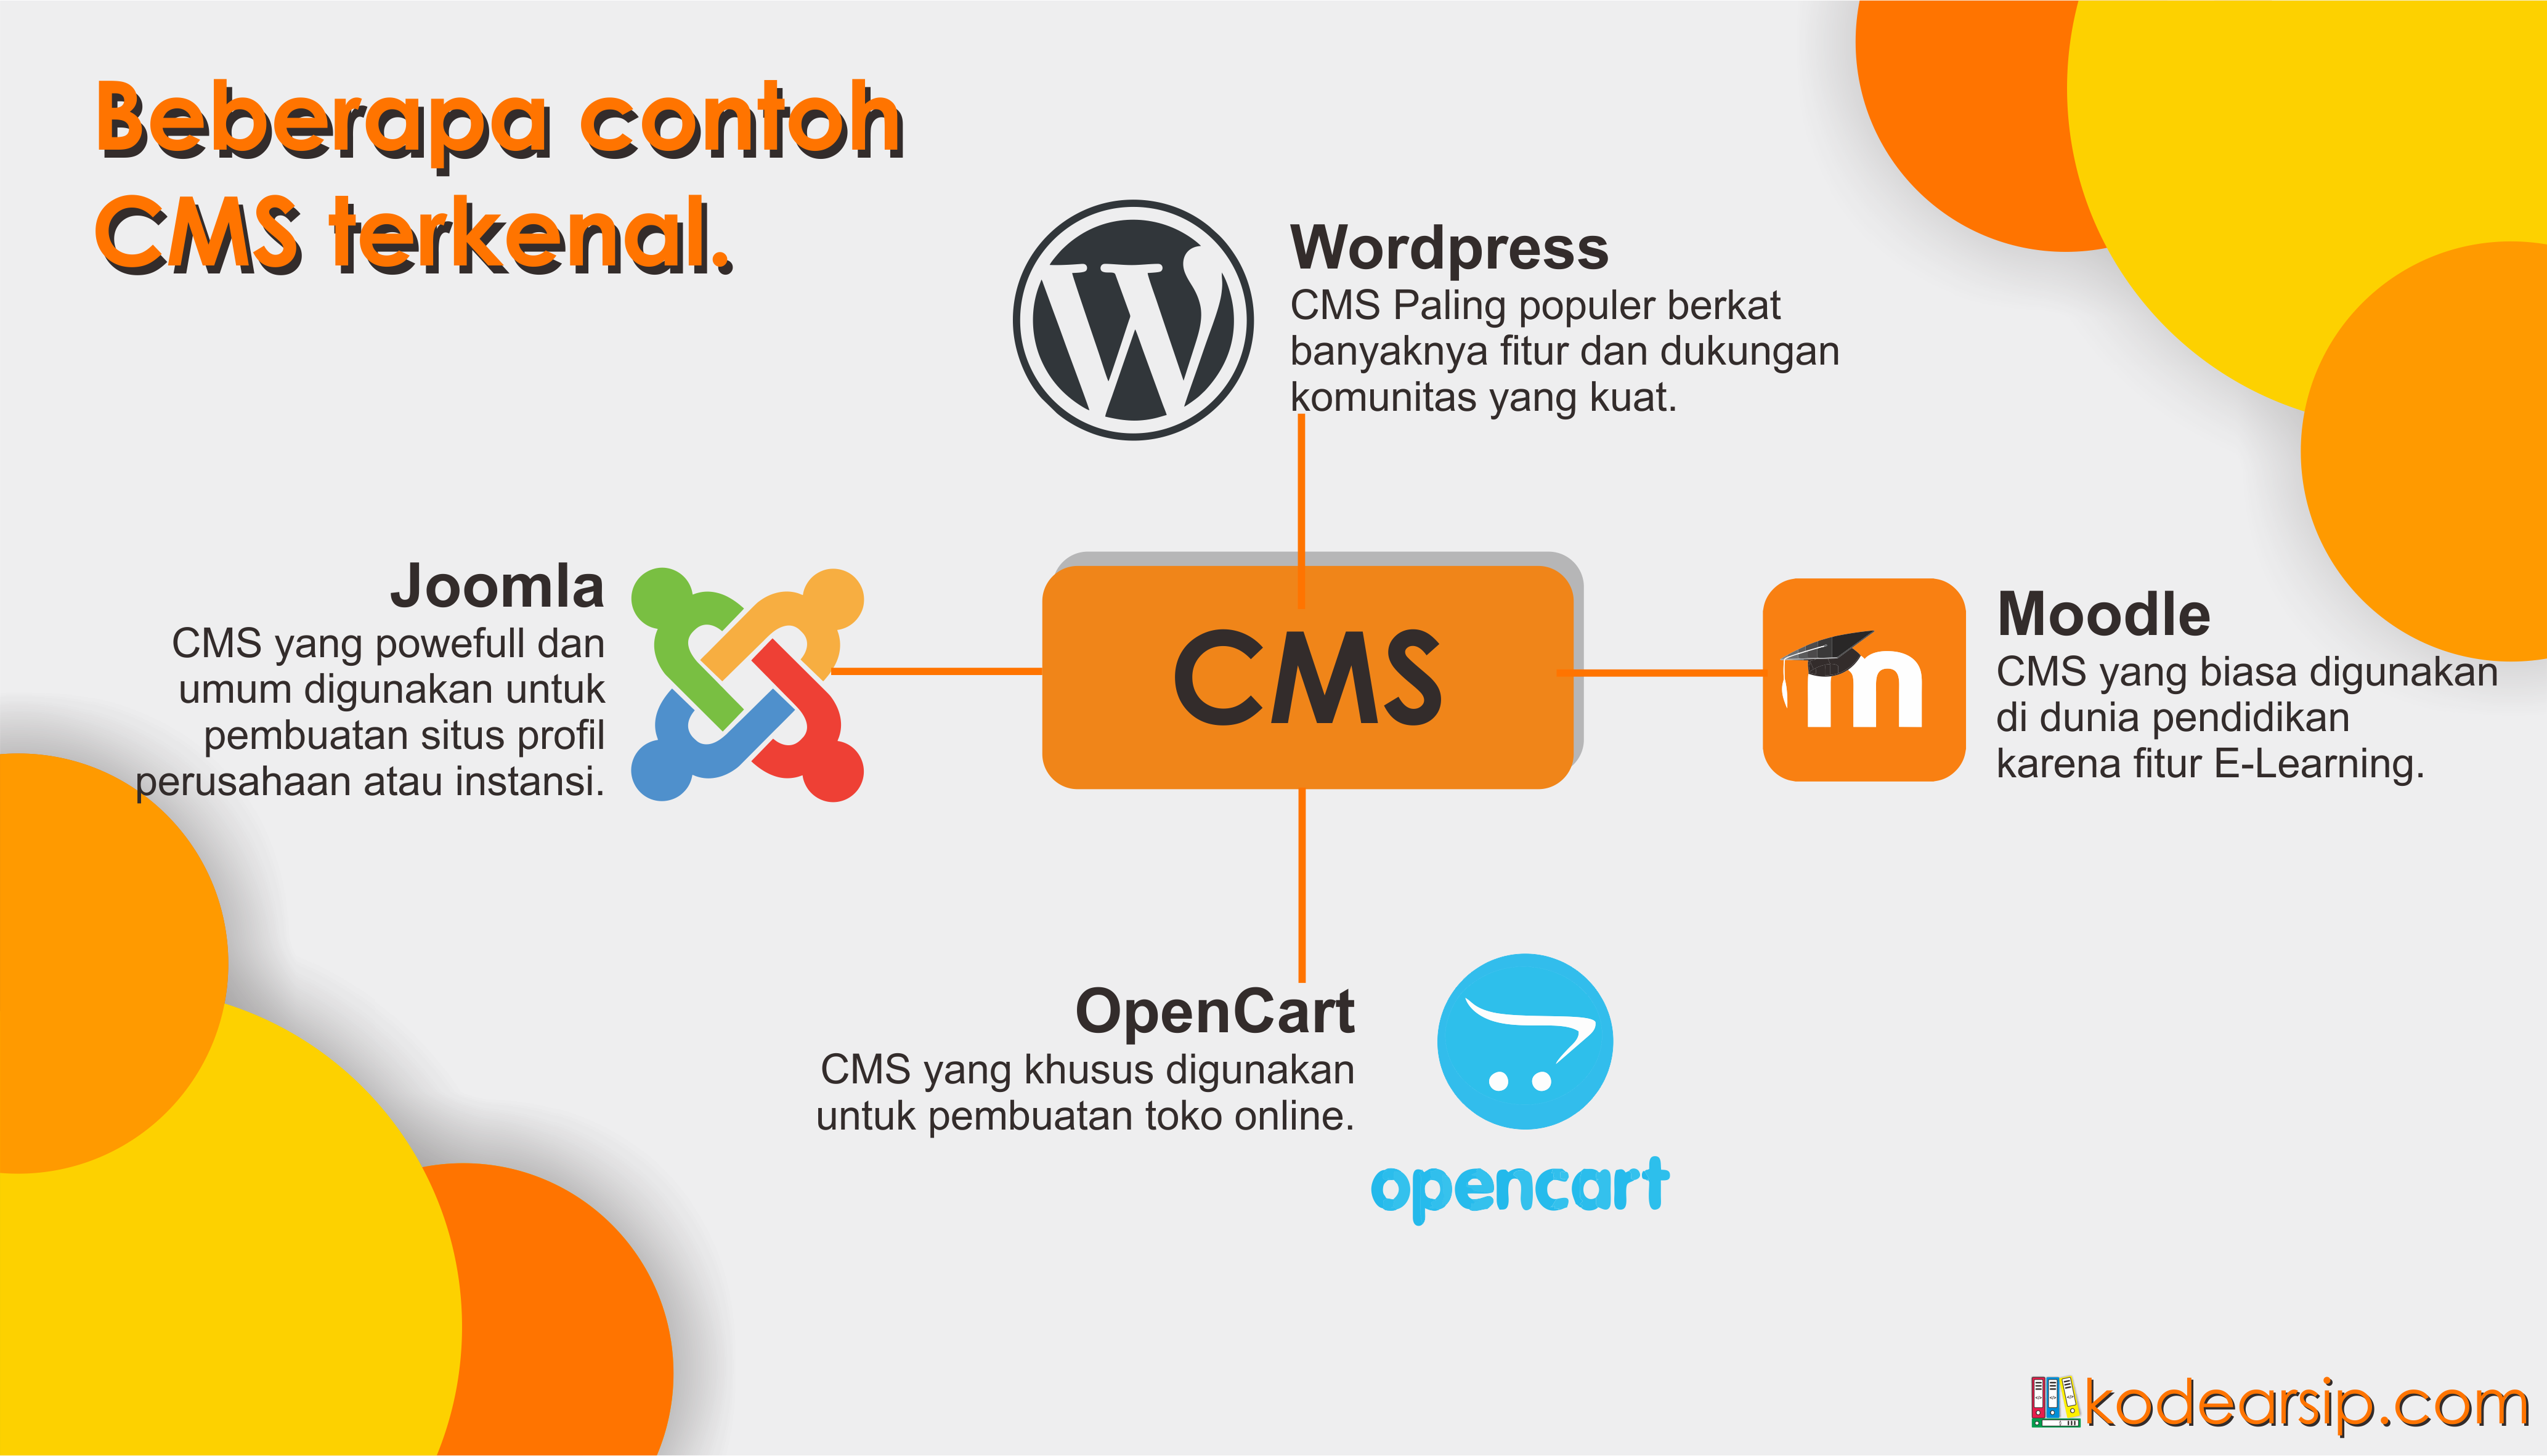 Beberapa contoh
CMS terkenal.
Wordpress
CMS Paling populer berkat
banyaknya fitur dan dukungan
komunitas yang kuat.
Joomla
CMS yang powefull dan
umum digunakan untuk
pembuatan situs profil
perusahaan atau instansi.
CMS
m
Moodle
CMS yang biasa digunakan
di dunia pendidikan
karena fitur E-Learning.
OpenCart
CMS yang khusus digunakan
untuk pembuatan toko online.
opencart
kodearsip.com